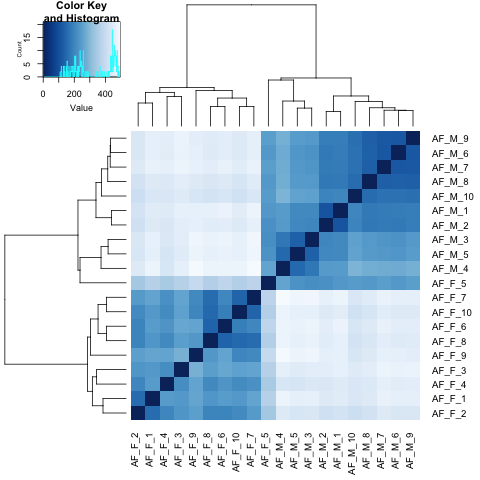 Color Key
and Histogram
Count
0 5 15
0 200 400
Value
AF_M_9
AF_M_6
AF_M_7
AF_M_8
AF_M_10
AF_M_1
AF_M_2
AF_M_3
AF_M_5
AF_M_4
AF_F_5
AF_F_7
AF_F_10
AF_F_6
AF_F_8
AF_F_9
AF_F_3
AF_F_4
AF_F_1
AF_F_2
AF_F_2
AF_F_1
AF_F_4
AF_F_3
AF_F_9
AF_F_8
AF_F_6
AF_F_10
AF_F_7
AF_F_5
AF_M_4
AF_M_5
AF_M_3
AF_M_2
AF_M_1
AF_M_10
AF_M_8
AF_M_7
AF_M_6
AF_M_9